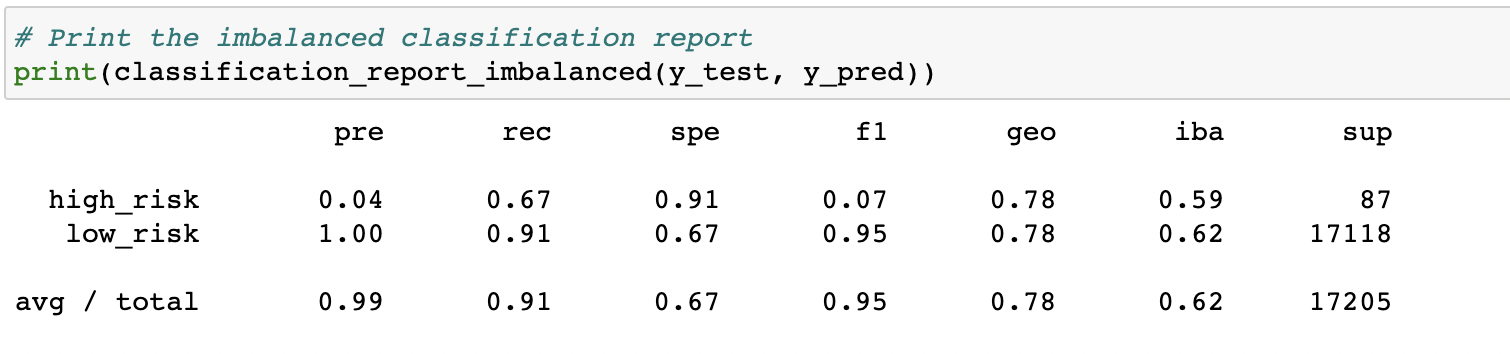 # Print the imbalanced classification report
print(classification_report_imbalanced(y_test, y_pred))
pre rec spe f1 geo iba sup
high_risk 0.04 0.67 0.91 0.07 0.78 0.59 87
low_risk 1.00 0.91 0.67 0.95 0.78 0.62 17118
avg / total 0.99 0.91 0.67 0.95 0.78 0.62 17205